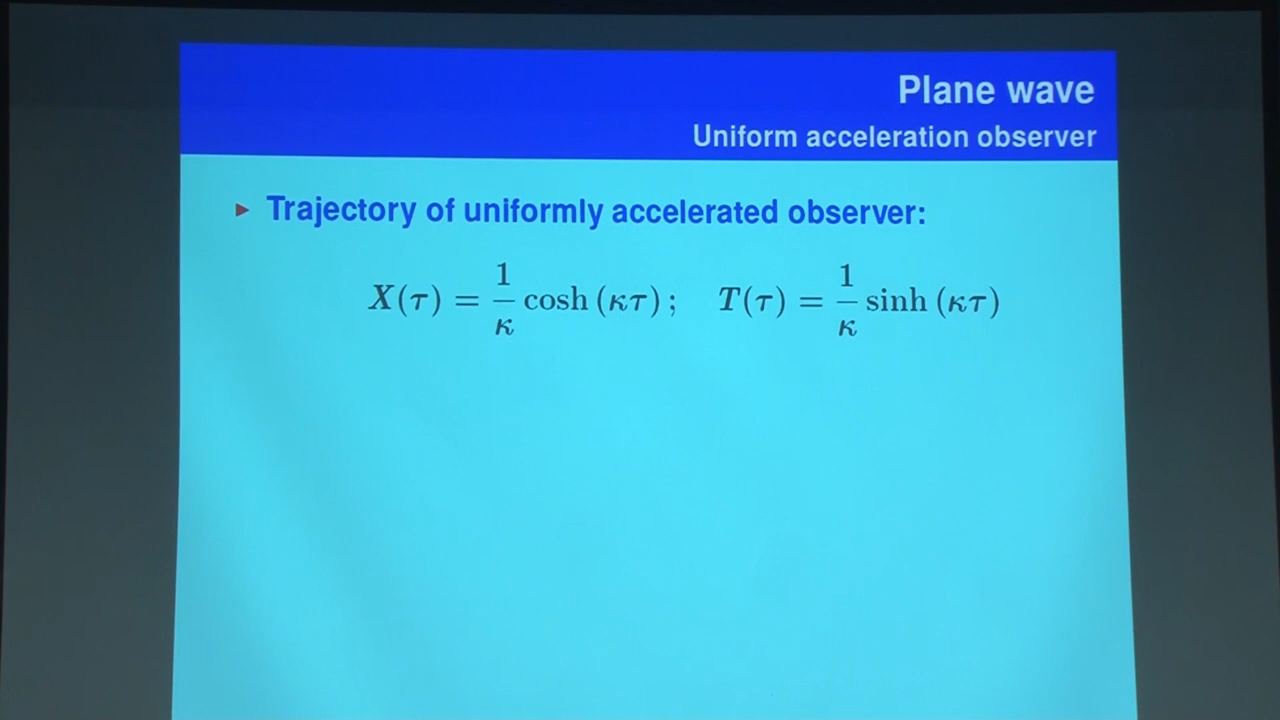 Plane wave
Uniform acceleration observer
► Trajectory of uniformly accelerated observer:
X(τ) = 1/κ cosh (κτ) ; T(τ) = 1/κ sinh (κτ)